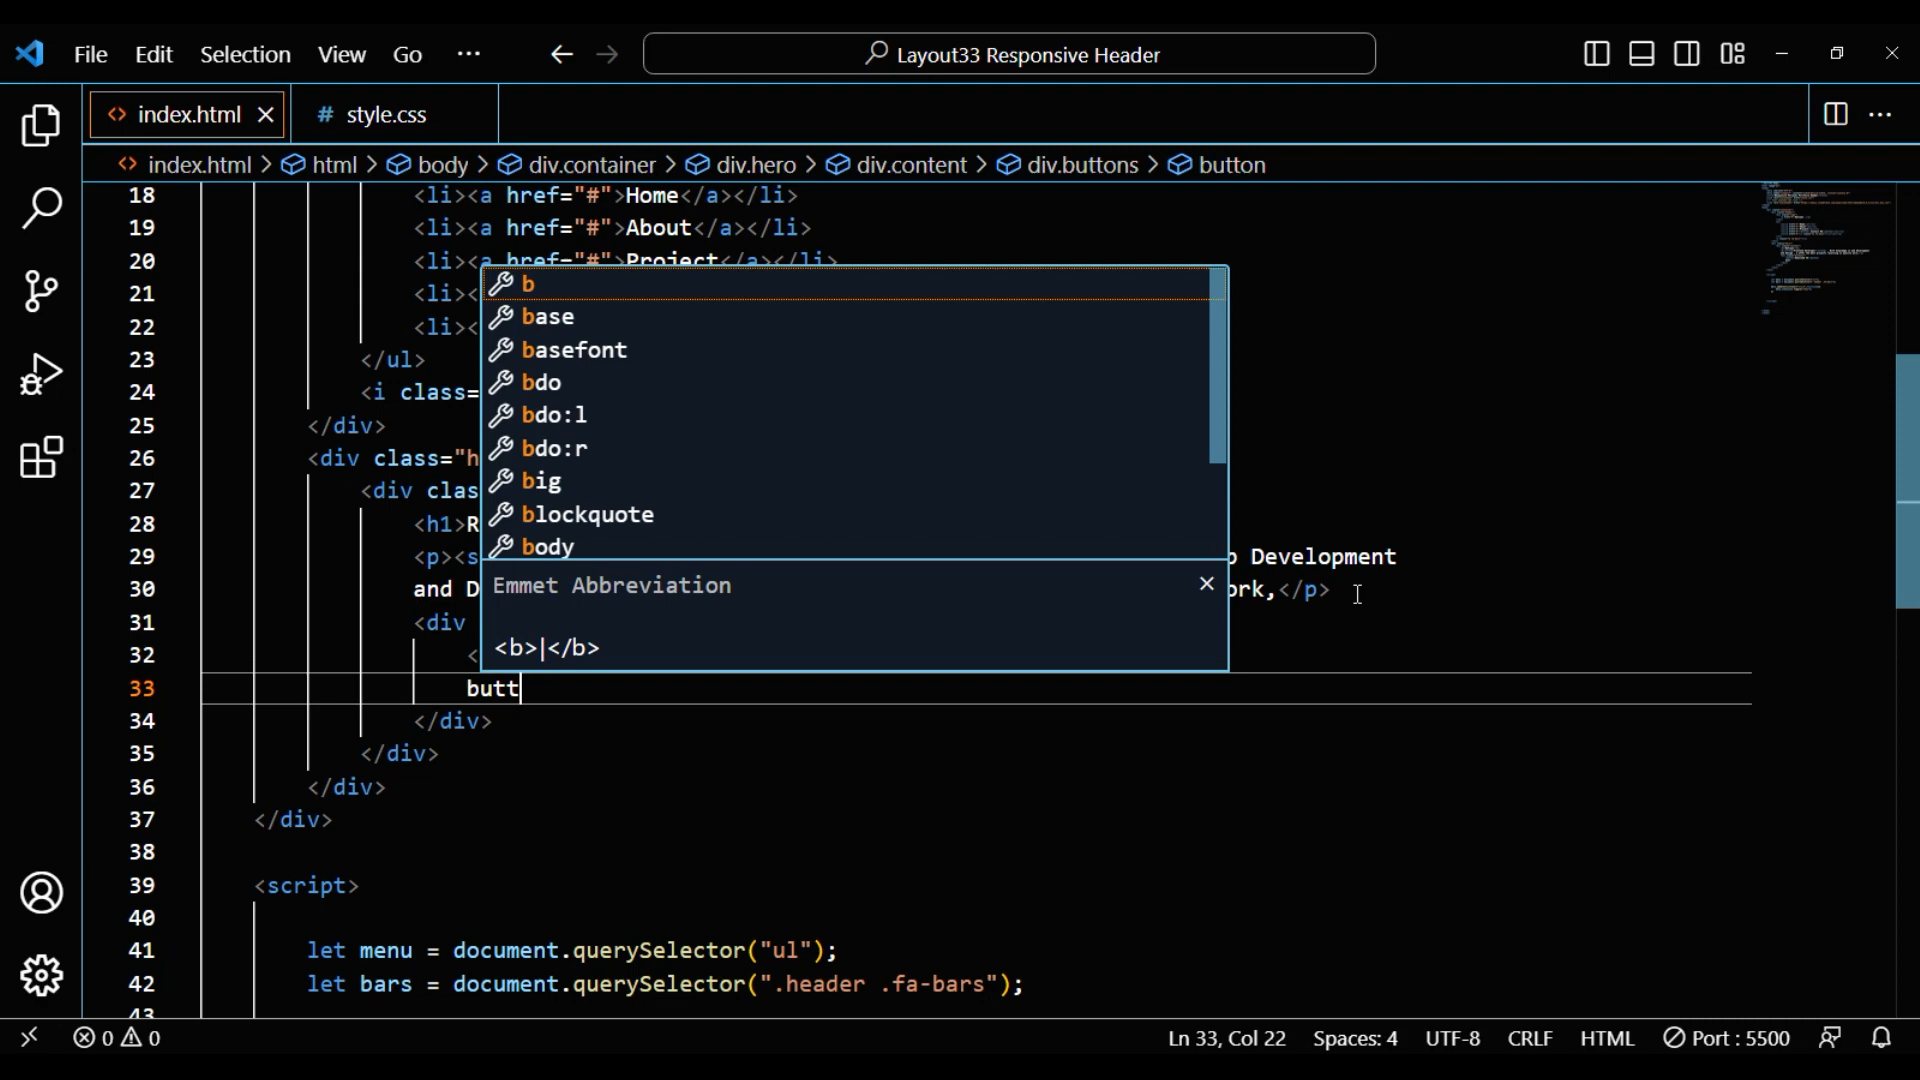 File Edit Selection View Go ··· Layout33 Responsive Header
<> index.html # style.css
<> index.html > html > body > div.container > div.hero > div.content > div.buttons > button
18 <li><a href="#">Home</a></li>
19 <li><a href="#">About</a></li>
20 <li><a href="#">Project</a></li>
21 <li><
22 <li><
23 </ul>
24 <i class=
25 </div>
26 <div class="h
27 <div clas
28 <h1>R
29 <p><s Development
30 and D ork,</p>
31 <div
32 <
33 butt
34 </div>
35 </div>
36 </div>
37 </div>
38
39 <script>
40
41 let menu = document.querySelector("ul");
42 let bars = document.querySelector(".header .fa-bars");
43
b
base
basefont
bdo
bdo:l
bdo:r
big
blockquote
body
Emmet Abbreviation
<b>|</b>
0 0 Ln 33, Col 22 Spaces: 4 UTF-8 CRLF HTML Port : 5500